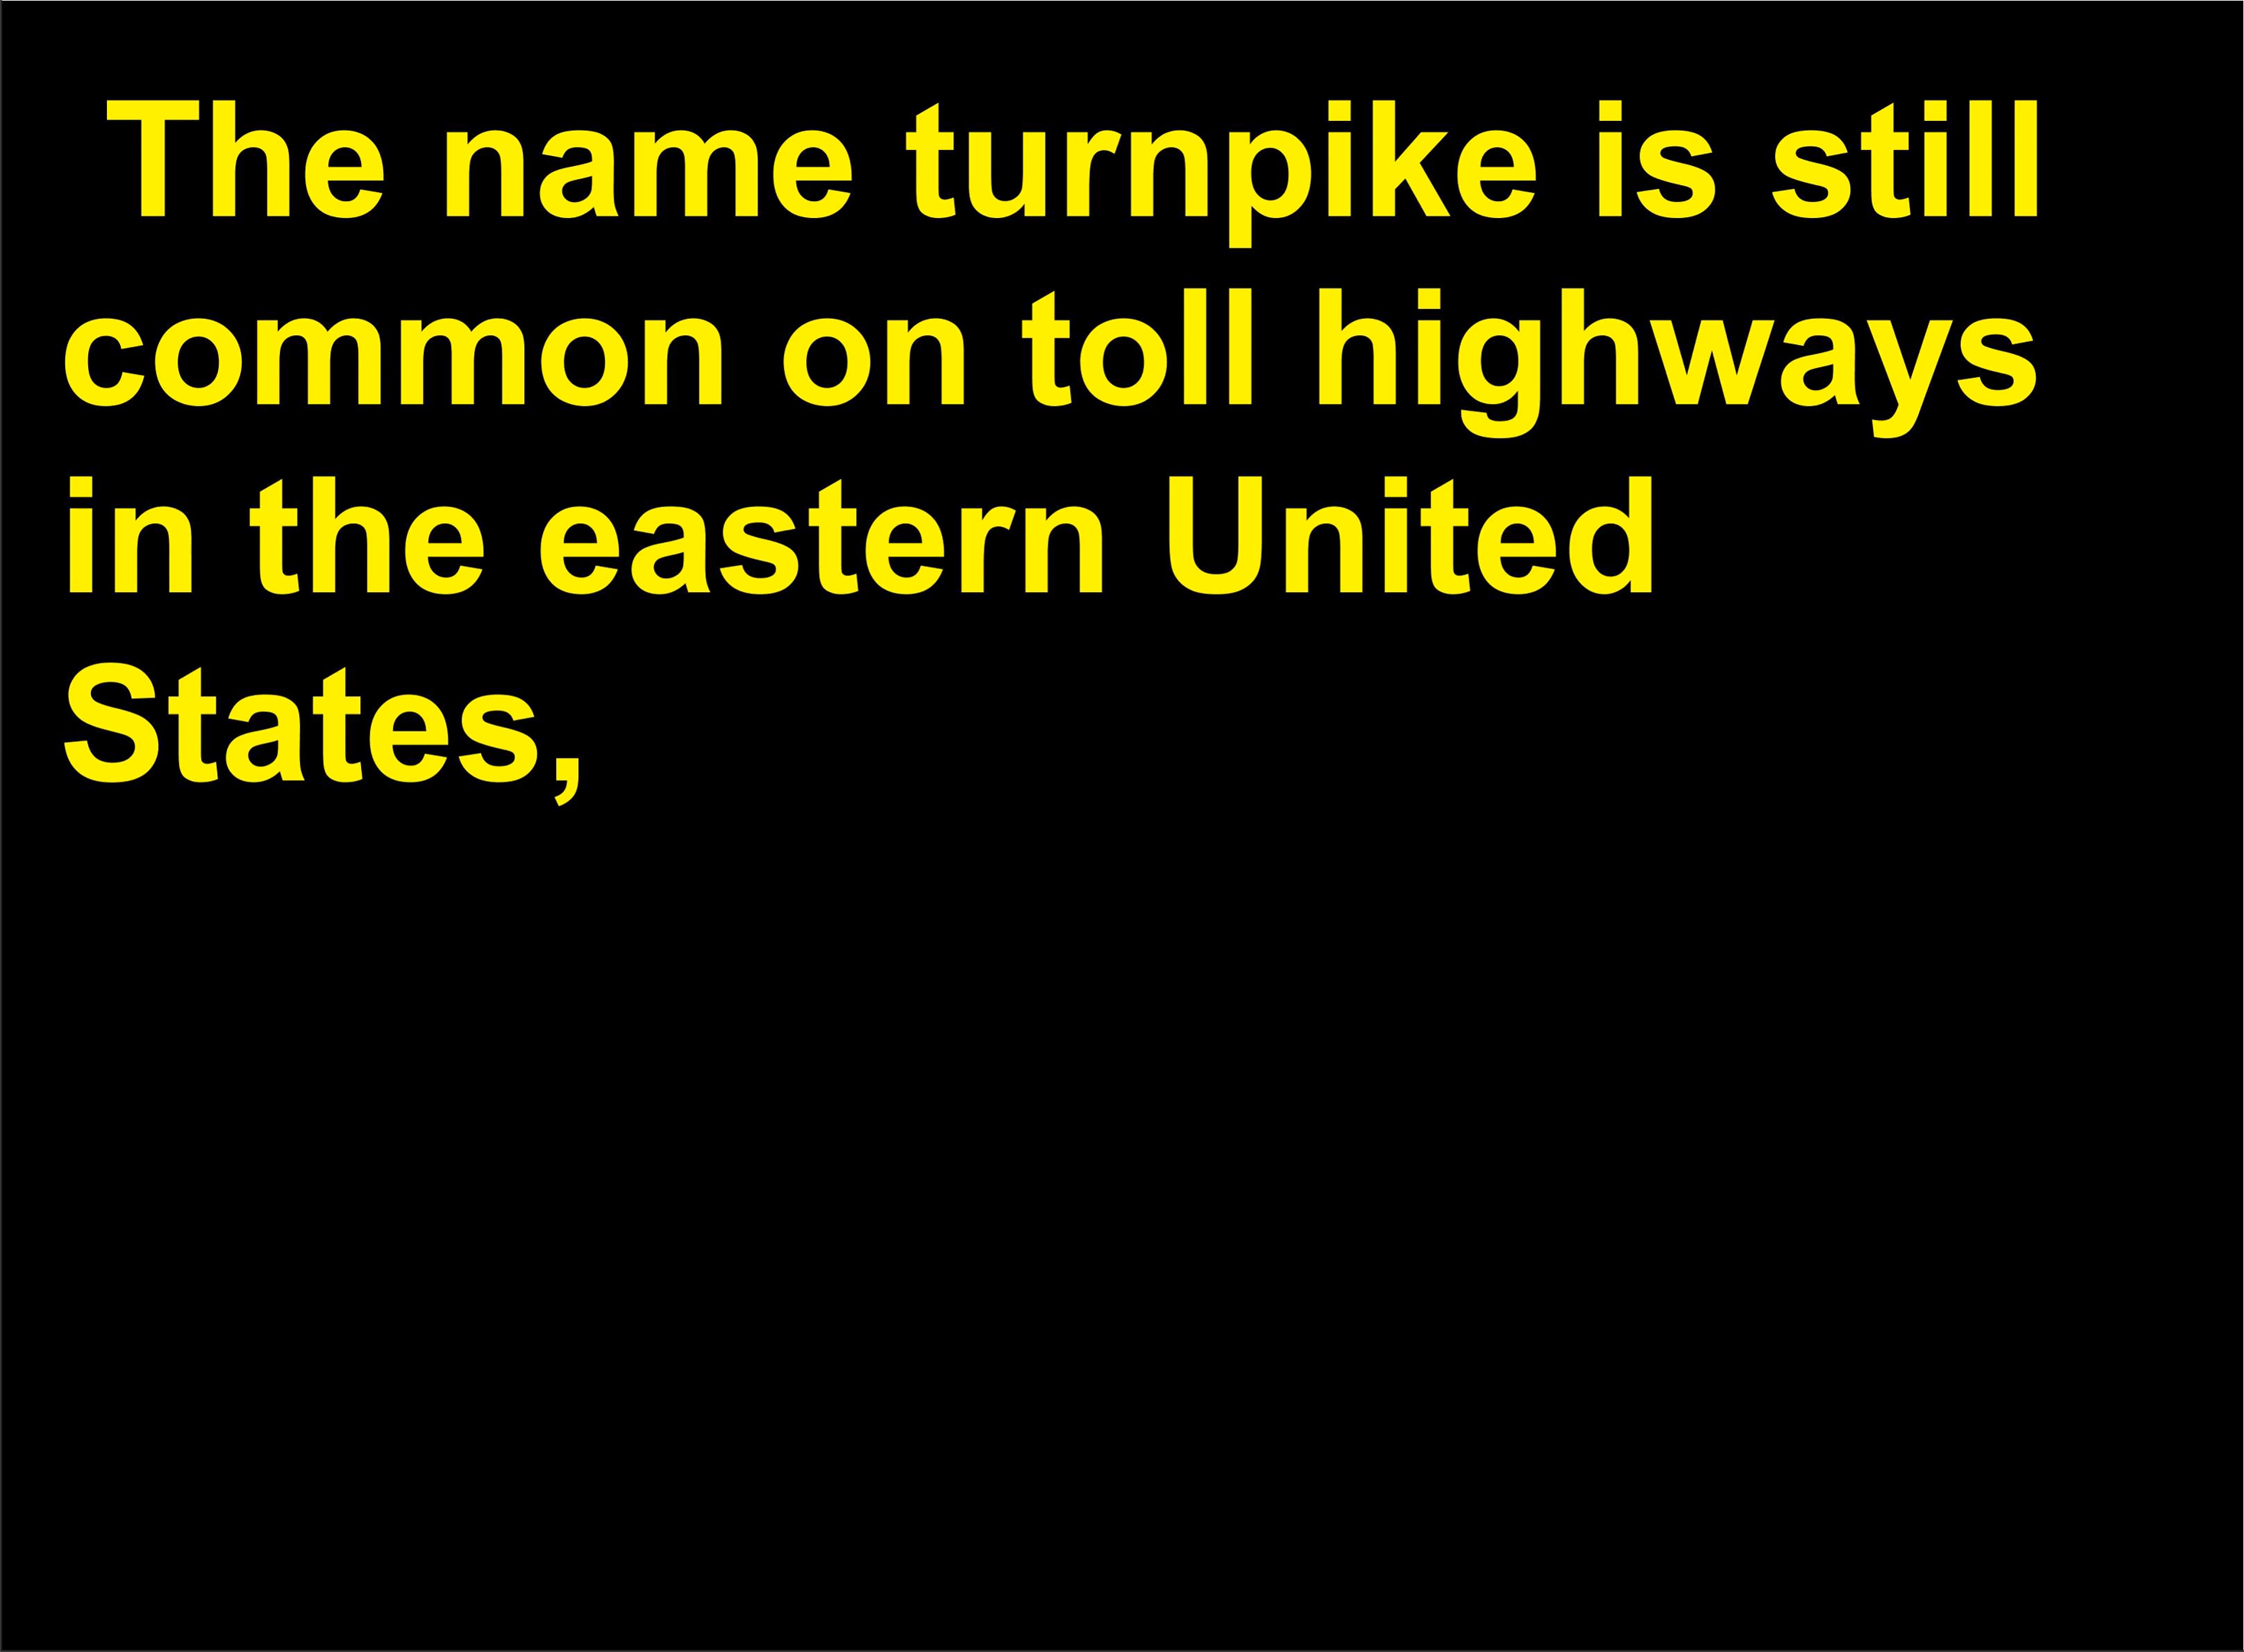 The name turnpike is still
common on toll highways
in the eastern United
States,